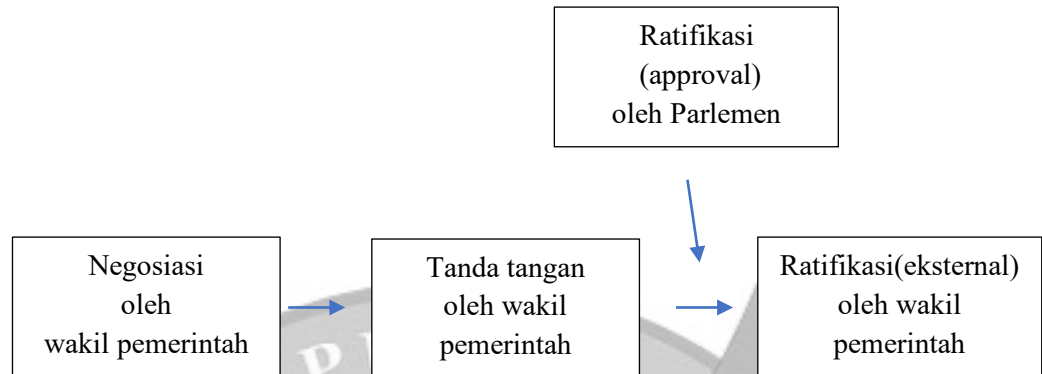 Ratifikasi
(approval)
oleh Parlemen
Negosiasi
oleh
wakil pemerintah
Tanda tangan
oleh wakil
pemerintah
Ratifikasi(eksternal)
oleh wakil
pemerintah